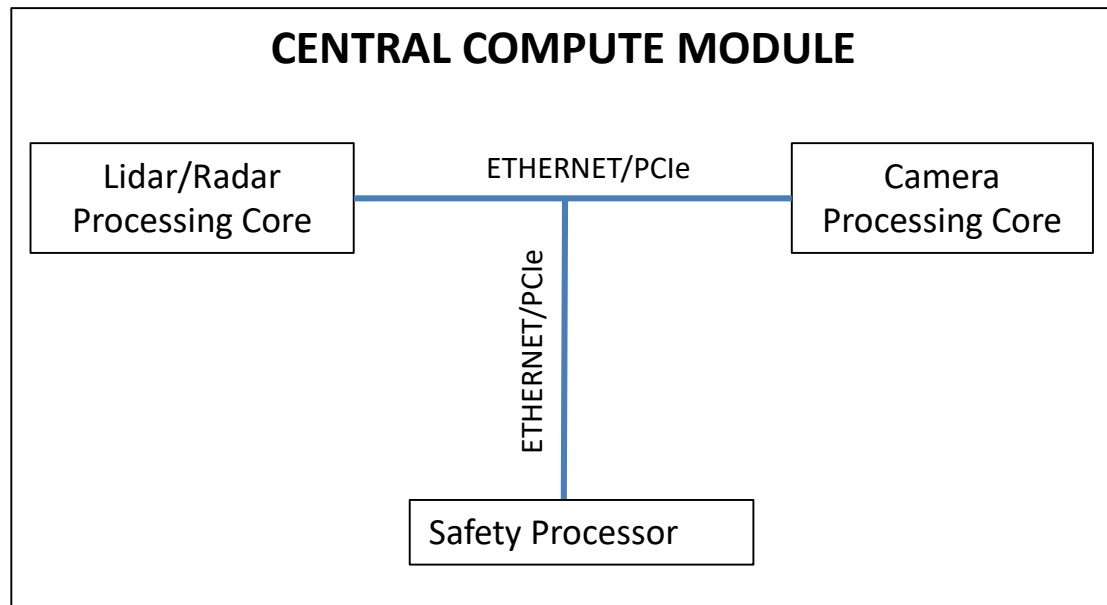 CENTRAL COMPUTE MODULE
Lidar/Radar
Processing Core
ETHERNET/PCIe
Camera
Processing Core
ETHERNET/PCIe
Safety Processor